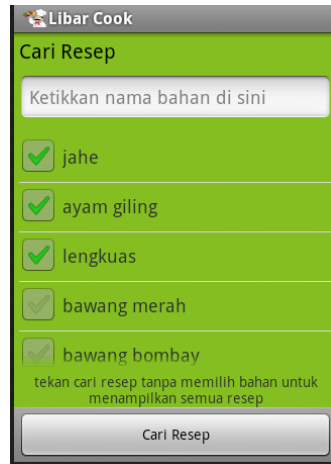 Libar Cook
Cari Resep
Ketikkan nama bahan di sini
jahe
ayam giling
lengkuas
bawang merah
bawang bombay
tekan cari resep tanpa memilih bahan untuk
menampilkan semua resep
Cari Resep